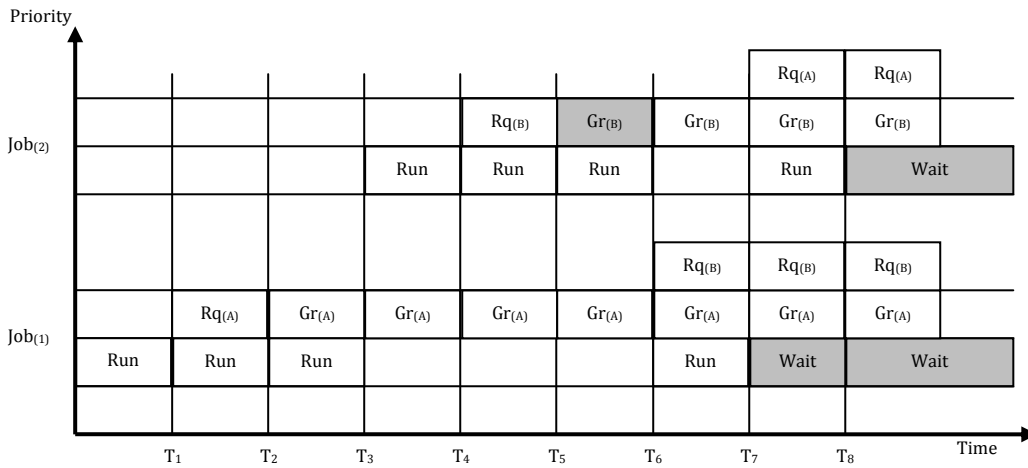 Priority
Rq(A) Rq(A)
Rq(B) Gr(B) Gr(B) Gr(B) Gr(B)
Job(2)
Run Run Run Run Wait
Rq(B) Rq(B) Rq(B)
Rq(A) Gr(A) Gr(A) Gr(A) Gr(A) Gr(A) Gr(A) Gr(A)
Job(1)
Run Run Run Run Wait Wait
T1 T2 T3 T4 T5 T6 T7 T8 Time